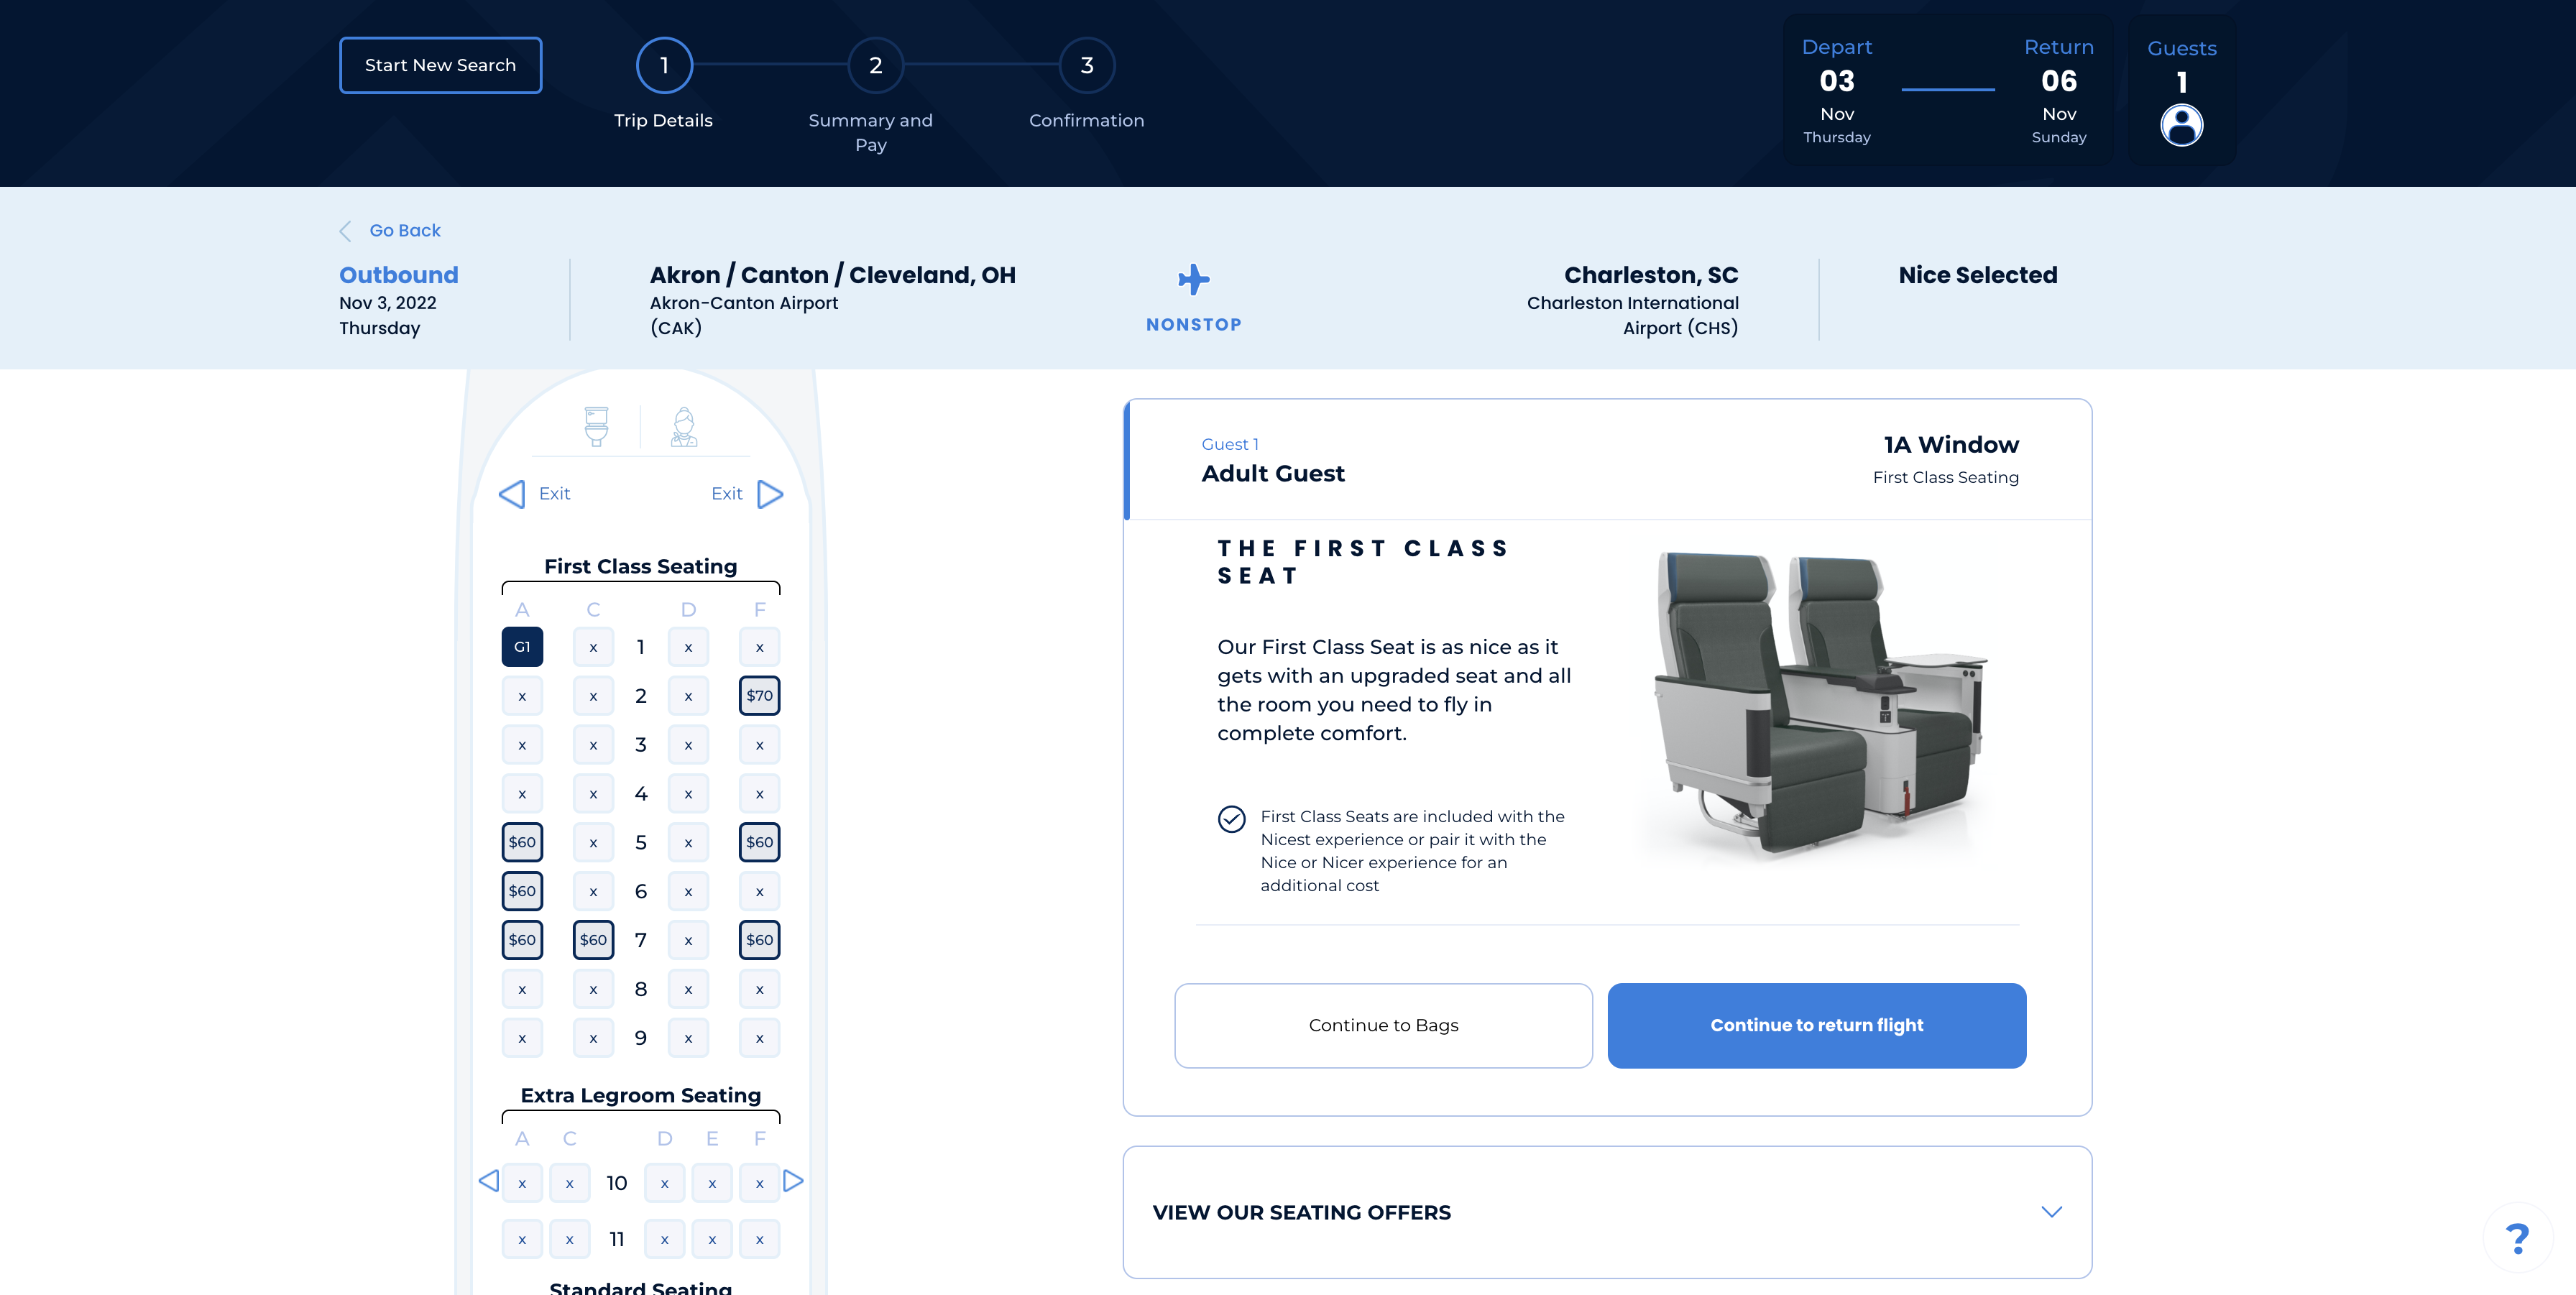 Start New Search
1
2
3
Trip Details
Summary and
Pay
Confirmation
Depart
03
Nov
Thursday
Return
06
Nov
Sunday
Guests
1
Go Back
Outbound
Nov 3, 2022
Thursday
Akron / Canton / Cleveland, OH
Akron-Canton Airport
(CAK)
NONSTOP
Charleston, SC
Charleston International
Airport (CHS)
Nice Selected
Exit
Exit
First Class Seating
A C D F
G1 x 1 x x
x x 2 x $70
x x 3 x x
x x 4 x x
$60 x 5 x $60
$60 x 6 x x
$60 $60 7 x $60
x x 8 x x
x x 9 x x
Extra Legroom Seating
A C D E F
x x 10 x x x
x x 11 x x x
Standard Seating
Guest 1
Adult Guest
1A Window
First Class Seating
THE FIRST CLASS
SEAT
Our First Class Seat is as nice as it
gets with an upgraded seat and all
the room you need to fly in
complete comfort.
First Class Seats are included with the
Nicest experience or pair it with the
Nice or Nicer experience for an
additional cost
Continue to Bags
Continue to return flight
VIEW OUR SEATING OFFERS
?